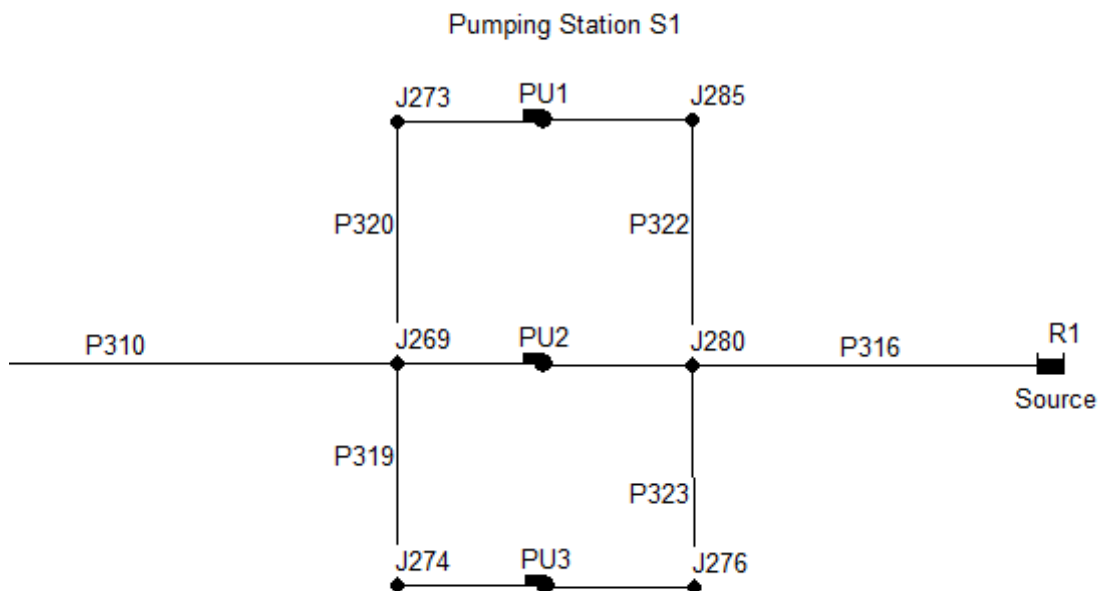 Pumping Station S1
J273
PU1
J285
P320
P322
P310
J269
PU2
J280
P316
R1
Source
P319
P323
J274
PU3
J276